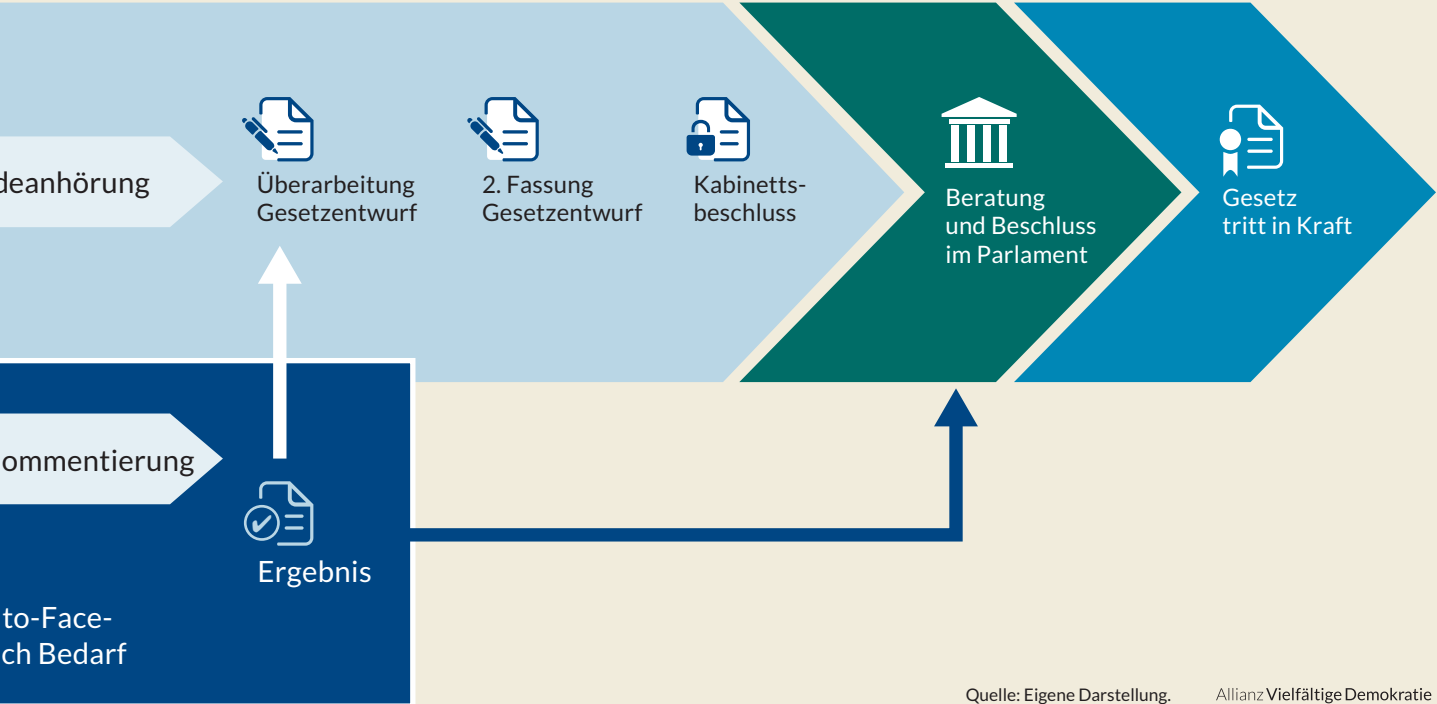 deanhörung
Überarbeitung
Gesetzentwurf
2. Fassung
Gesetzentwurf
Kabinetts-
beschluss
Beratung
und Beschluss
im Parlament
Gesetz
tritt in Kraft
ommentierung
Ergebnis
to-Face-
ch Bedarf
Quelle: Eigene Darstellung.
Allianz Vielfältige Demokratie